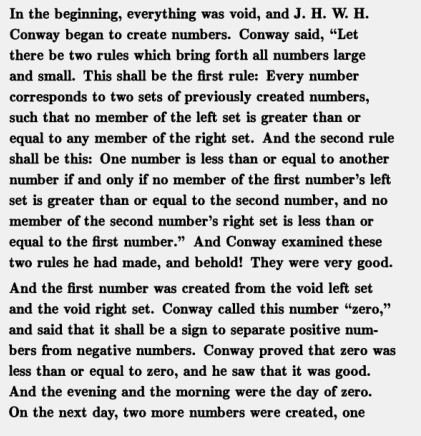 In the beginning, everything was void, and J. H. W. H.
Conway began to create numbers. Conway said, “Let
there be two rules which bring forth all numbers large
and small. This shall be the first rule: Every number
corresponds to two sets of previously created numbers,
such that no member of the left set is greater than or
equal to any member of the right set. And the second rule
shall be this: One number is less than or equal to another
number if and only if no member of the first number’s left
set is greater than or equal to the second number, and no
member of the second number’s right set is less than or
equal to the first number.” And Conway examined these
two rules he had made, and behold! They were very good.
And the first number was created from the void left set
and the void right set. Conway called this number “zero,”
and said that it shall be a sign to separate positive num-
bers from negative numbers. Conway proved that zero was
less than or equal to zero, and he saw that it was good.
And the evening and the morning were the day of zero.
On the next day, two more numbers were created, one